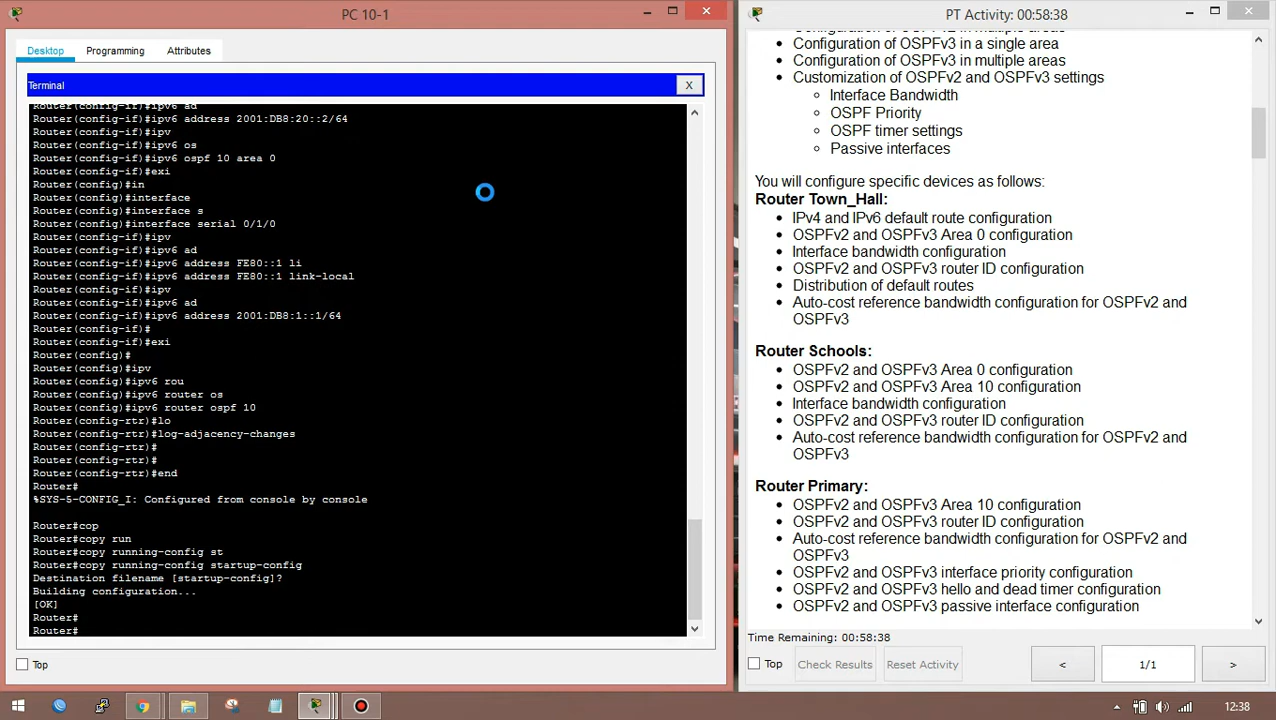 PC 10-1
Desktop
Programming
Attributes
Terminal
X
Router(config-if)#ipv6 ad
Router(config-if)#ipv6 address 2001:DB8:20::2/64
Router(config-if)#ipv
Router(config-if)#ipv6 os
Router(config-if)#ipv6 ospf 10 area 0
Router(config-if)#exi
Router(config)#in
Router(config)#interface
Router(config)#interface s
Router(config)#interface serial 0/1/0
Router(config-if)#ipv
Router(config-if)#ipv6 ad
Router(config-if)#ipv6 address FE80::1 li
Router(config-if)#ipv6 address FE80::1 link-local
Router(config-if)#ipv
Router(config-if)#ipv6 ad
Router(config-if)#ipv6 address 2001:DB8:1::1/64
Router(config-if)#
Router(config-if)#exi
Router(config)#
Router(config)#ipv
Router(config)#ipv6 rou
Router(config)#ipv6 router os
Router(config)#ipv6 router ospf 10
Router(config-rtr)#lo
Router(config-rtr)#log-adjacency-changes
Router(config-rtr)#
Router(config-rtr)#
Router(config-rtr)#end
Router#
%SYS-5-CONFIG_I: Configured from console by console
Router#cop
Router#copy run
Router#copy running-config st
Router#copy running-config startup-config
Destination filename [startup-config]?
Building configuration...
[OK]
Router#
Router#
Top
PT Activity: 00:58:38
Configuration of OSPFv2 in multiple areas
Configuration of OSPFv3 in a single area
Configuration of OSPFv3 in multiple areas
Customization of OSPFv2 and OSPFv3 settings
Interface Bandwidth
OSPF Priority
OSPF timer settings
Passive interfaces
You will configure specific devices as follows:
Router Town_Hall:
IPv4 and IPv6 default route configuration
OSPFv2 and OSPFv3 Area 0 configuration
Interface bandwidth configuration
OSPFv2 and OSPFv3 router ID configuration
Distribution of default routes
Auto-cost reference bandwidth configuration for OSPFv2 and
OSPFv3
Router Schools:
OSPFv2 and OSPFv3 Area 0 configuration
OSPFv2 and OSPFv3 Area 10 configuration
Interface bandwidth configuration
OSPFv2 and OSPFv3 router ID configuration
Auto-cost reference bandwidth configuration for OSPFv2 and
OSPFv3
Router Primary:
OSPFv2 and OSPFv3 Area 10 configuration
OSPFv2 and OSPFv3 router ID configuration
Auto-cost reference bandwidth configuration for OSPFv2 and
OSPFv3
OSPFv2 and OSPFv3 interface priority configuration
OSPFv2 and OSPFv3 hello and dead timer configuration
OSPFv2 and OSPFv3 passive interface configuration
Time Remaining: 00:58:38
Top
Check Results
Reset Activity
<
1/1
>
12:38